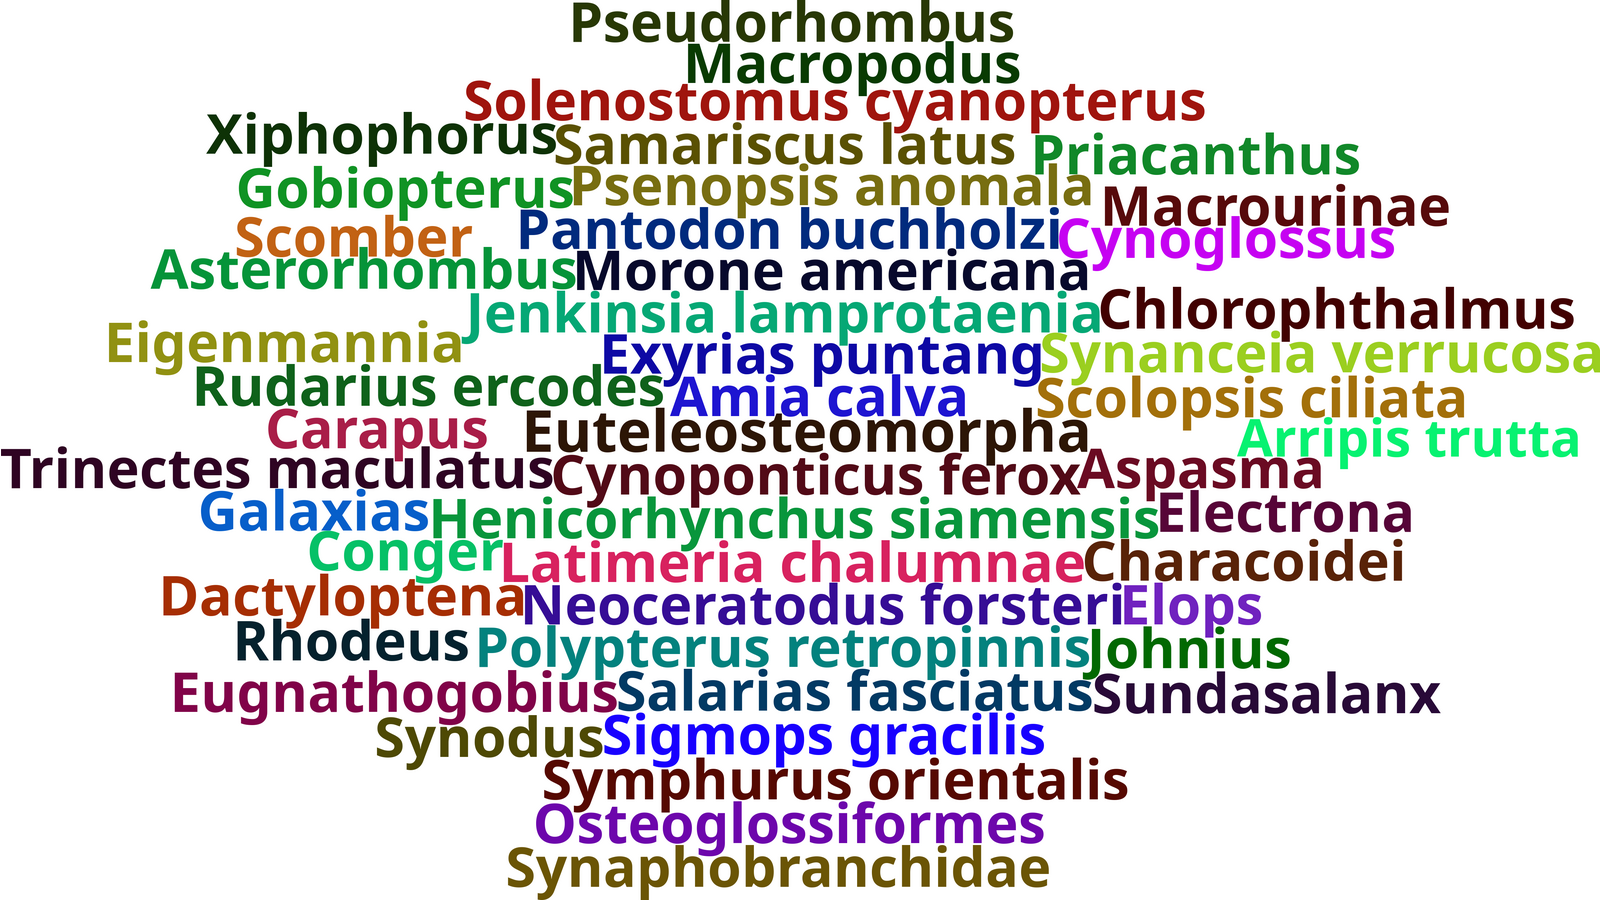 Pseudorhombus
Macropodus
Solenostomus cyanopterus
Xiphophorus
Samariscus latus
Priacanthus
Gobiopterus
Psenopsis anomala
Macrourinae
Scomber
Pantodon buchholzi
Cynoglossus
Asterorhombus
Morone americana
Jenkinsia lamprotaenia
Chlorophthalmus
Eigenmannia
Exyrias puntang
Synanceia verrucosa
Rudarius ercodes
Amia calva
Scolopsis ciliata
Carapus
Euteleosteomorpha
Arripis trutta
Trinectes maculatus
Cynoponticus ferox
Aspasma
Galaxias
Henicorhynchus siamensis
Electrona
Conger
Latimeria chalumnae
Characoidei
Dactyloptena
Neoceratodus forsteri
Elops
Rhodeus
Polypterus retropinnis
Johnius
Eugnathogobius
Salarias fasciatus
Sundasalanx
Synodus
Sigmops gracilis
Symphurus orientalis
Osteoglossiformes
Synaphobranchidae